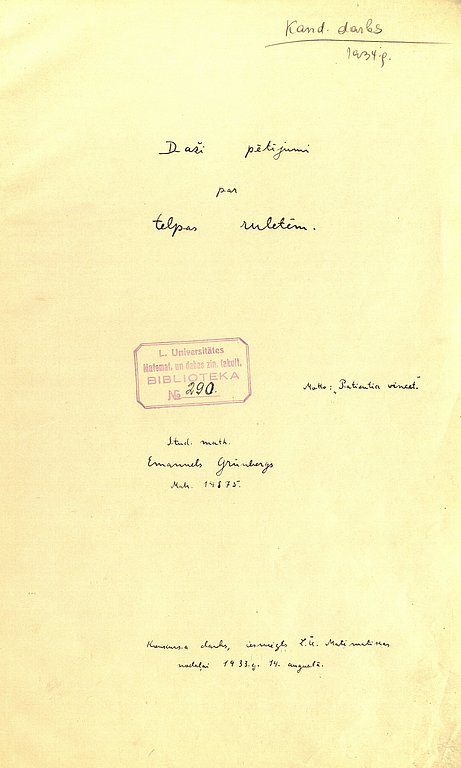 Kand. darbs
1934.g.
Daži pētījumi
par
telpas ruletēm.
L. Universitātes
Matemat. un dabas zin. fakult.
BIBLIOTEKA
№ 290.
Motto: "Patientia vincet."
Stud. math.
Emanuels Grünbergs
Matr. 14875.
Konkursa darbs, iesniegts L.Ū. Matemātikas
nodaļai 1933.g. 14. augustā.